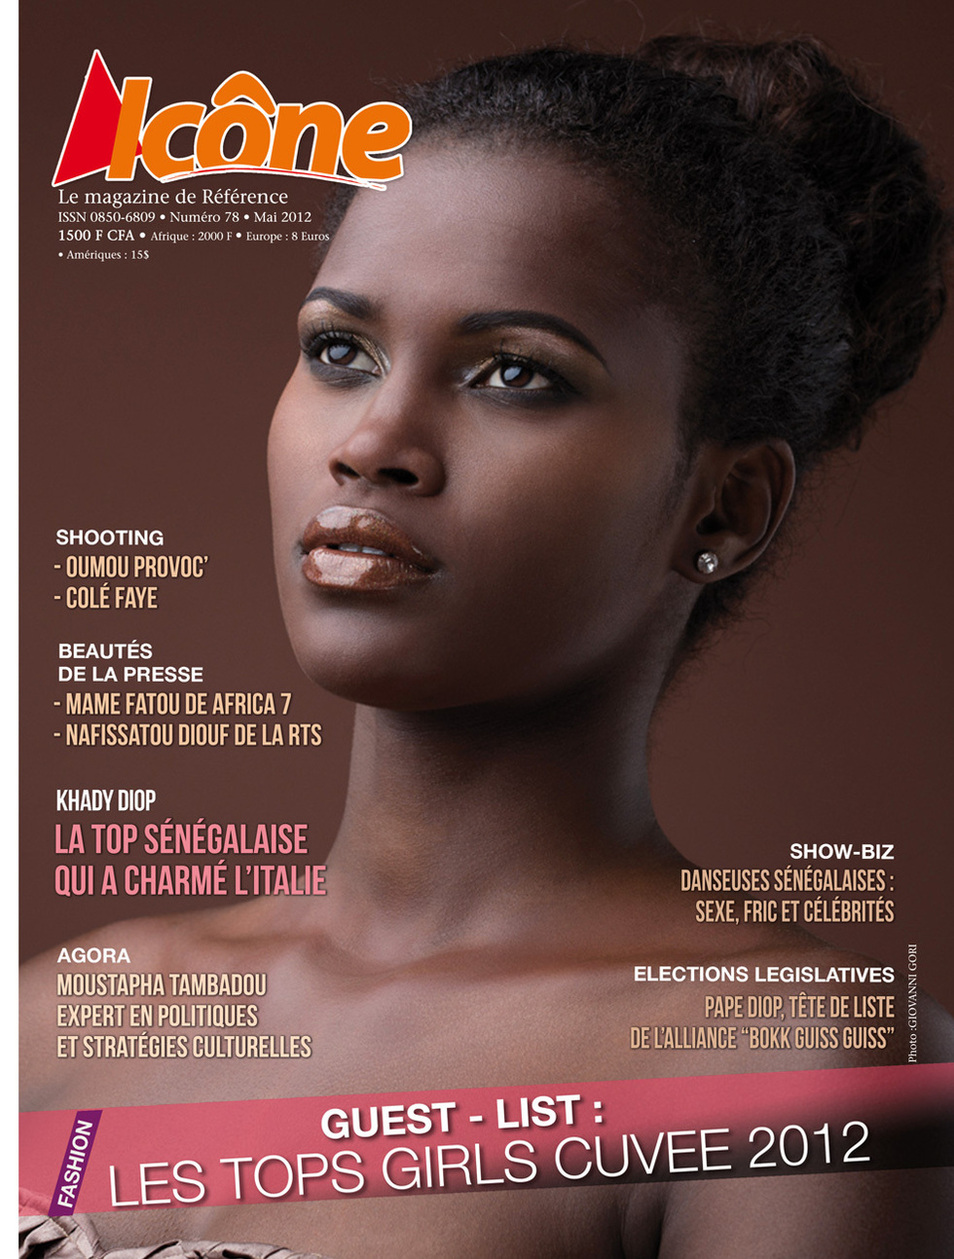 Icône
Le magazine de Référence
ISSN 0850-6809 • Numéro 78 • Mai 2012
1500 F CFA • Afrique : 2000 F • Europe : 8 Euros
• Amériques : 15$
SHOOTING
- OUMOU PROVOC’
- COLÉ FAYE
BEAUTÉS
DE LA PRESSE
- MAME FATOU DE AFRICA 7
- NAFISSATOU DIOUF DE LA RTS
KHADY DIOP
LA TOP SÉNÉGALAISE
QUI A CHARMÉ L’ITALIE
AGORA
MOUSTAPHA TAMBADOU
EXPERT EN POLITIQUES
ET STRATÉGIES CULTURELLES
SHOW-BIZ
DANSEUSES SÉNÉGALAISES :
SEXE, FRIC ET CÉLÉBRITÉS
ELECTIONS LEGISLATIVES
PAPE DIOP, TÊTE DE LISTE
DE L’ALLIANCE “BOKK GUISS GUISS”
Photo :GIOVANNI GORI
FASHION
GUEST - LIST :
LES TOPS GIRLS CUVEE 2012